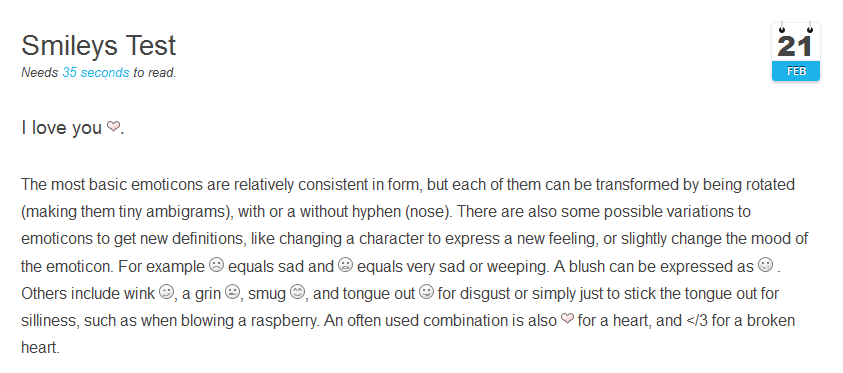 Smileys Test
21
FEB
Needs 35 seconds to read.
I love you .
The most basic emoticons are relatively consistent in form, but each of them can be transformed by being rotated
(making them tiny ambigrams), with or a without hyphen (nose). There are also some possible variations to
emoticons to get new definitions, like changing a character to express a new feeling, or slightly change the mood of
the emoticon. For example equals sad and equals very sad or weeping. A blush can be expressed as .
Others include wink , a grin , smug , and tongue out for disgust or simply just to stick the tongue out for
silliness, such as when blowing a raspberry. An often used combination is also for a heart, and </3 for a broken
heart.